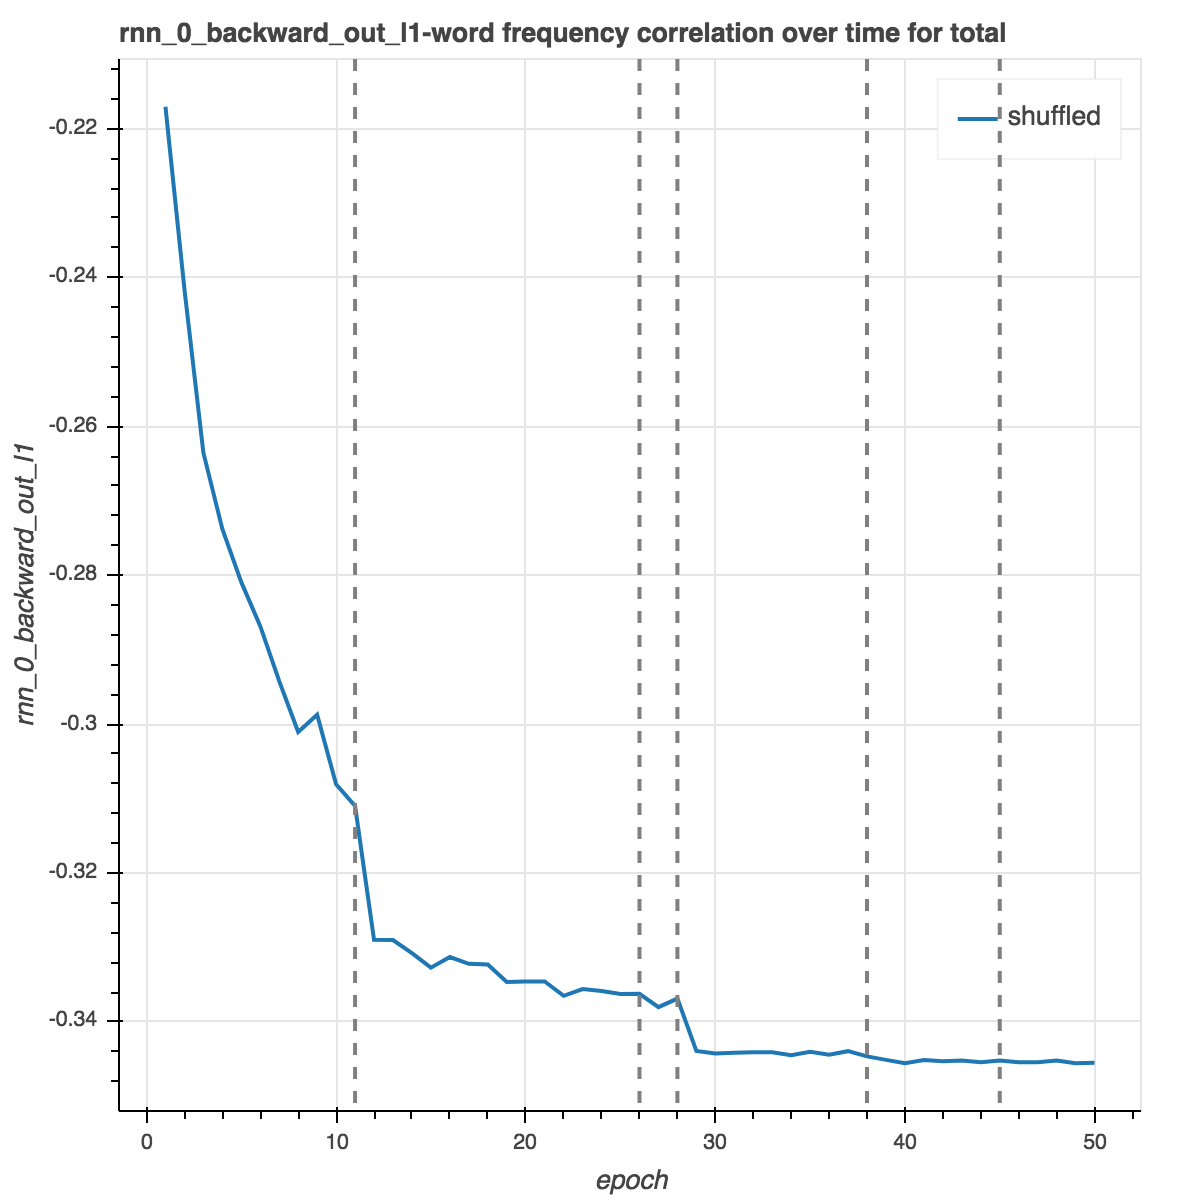 rnn_0_backward_out_l1-word frequency correlation over time for total
shuffled
rnn_0_backward_out_l1
-0.22
-0.24
-0.26
-0.28
-0.3
-0.32
-0.34
0 10 20 30 40 50
epoch